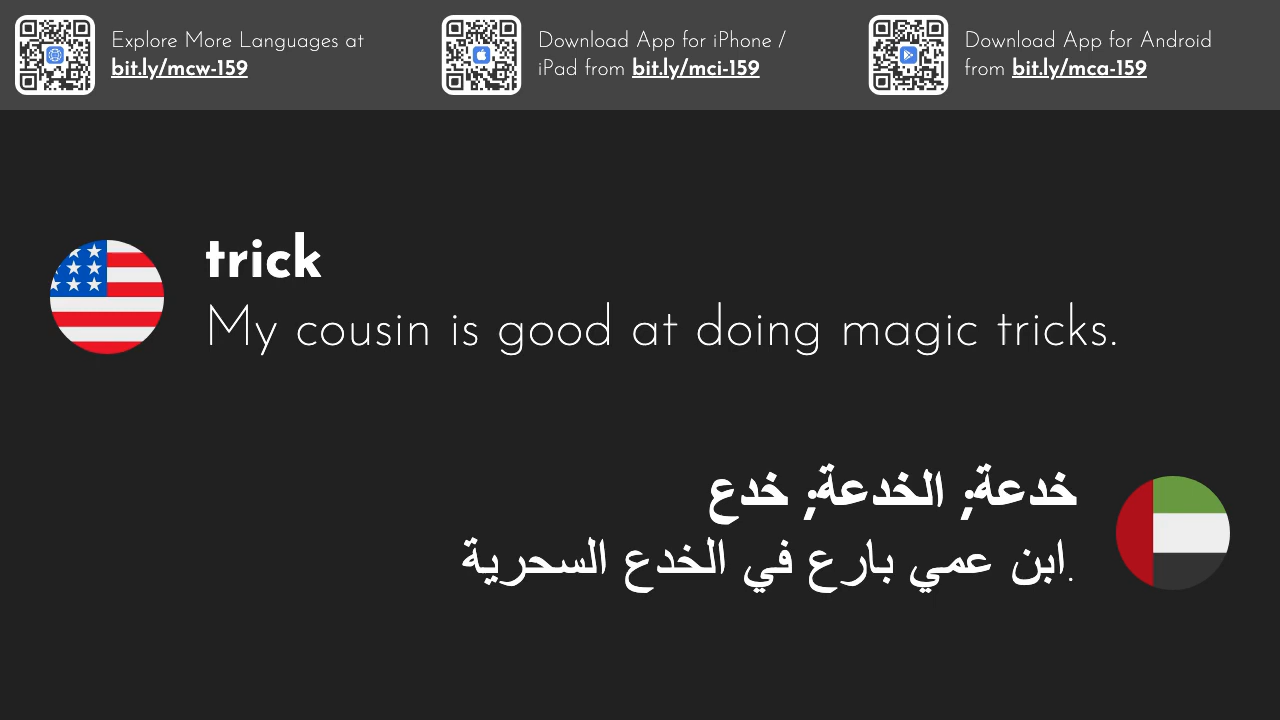 Explore More Languages at
bit.ly/mcw-159
Download App for iPhone /
iPad from bit.ly/mci-159
Download App for Android
from bit.ly/mca-159
trick
My cousin is good at doing magic tricks.
خدعة; الخدعة; خدع
ابن عمي بارع في الخدع السحرية.